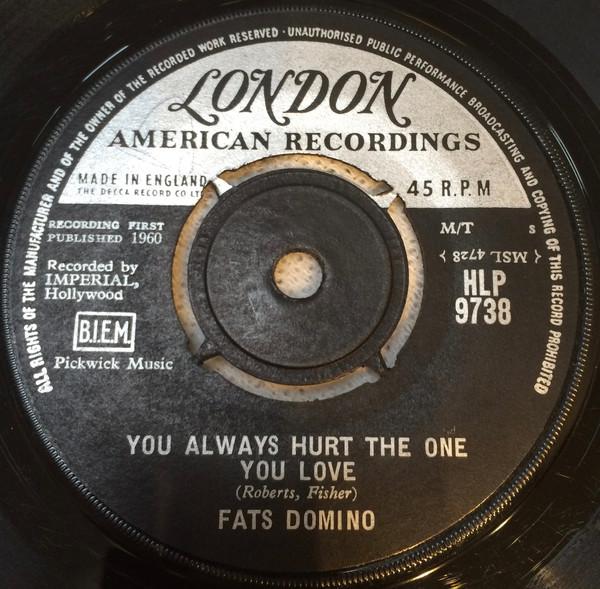 ALL RIGHTS OF THE MANUFACTURER AND OF THE OWNER OF THE RECORDED WORK RESERVED · UNAUTHORISED PUBLIC PERFORMANCE BROADCASTING AND COPYING OF THIS RECORD PROHIBITED
LONDON
AMERICAN RECORDINGS
MADE IN ENGLAND
THE DECCA RECORD CO LTD
45 R.P.M
RECORDING FIRST
PUBLISHED 1960
M/T S
Recorded by
IMPERIAL,
Hollywood
{ MSL 4728 }
HLP
9738
B.I.E.M.
Pickwick Music
YOU ALWAYS HURT THE ONE
YOU LOVE
(Roberts, Fisher)
FATS DOMINO